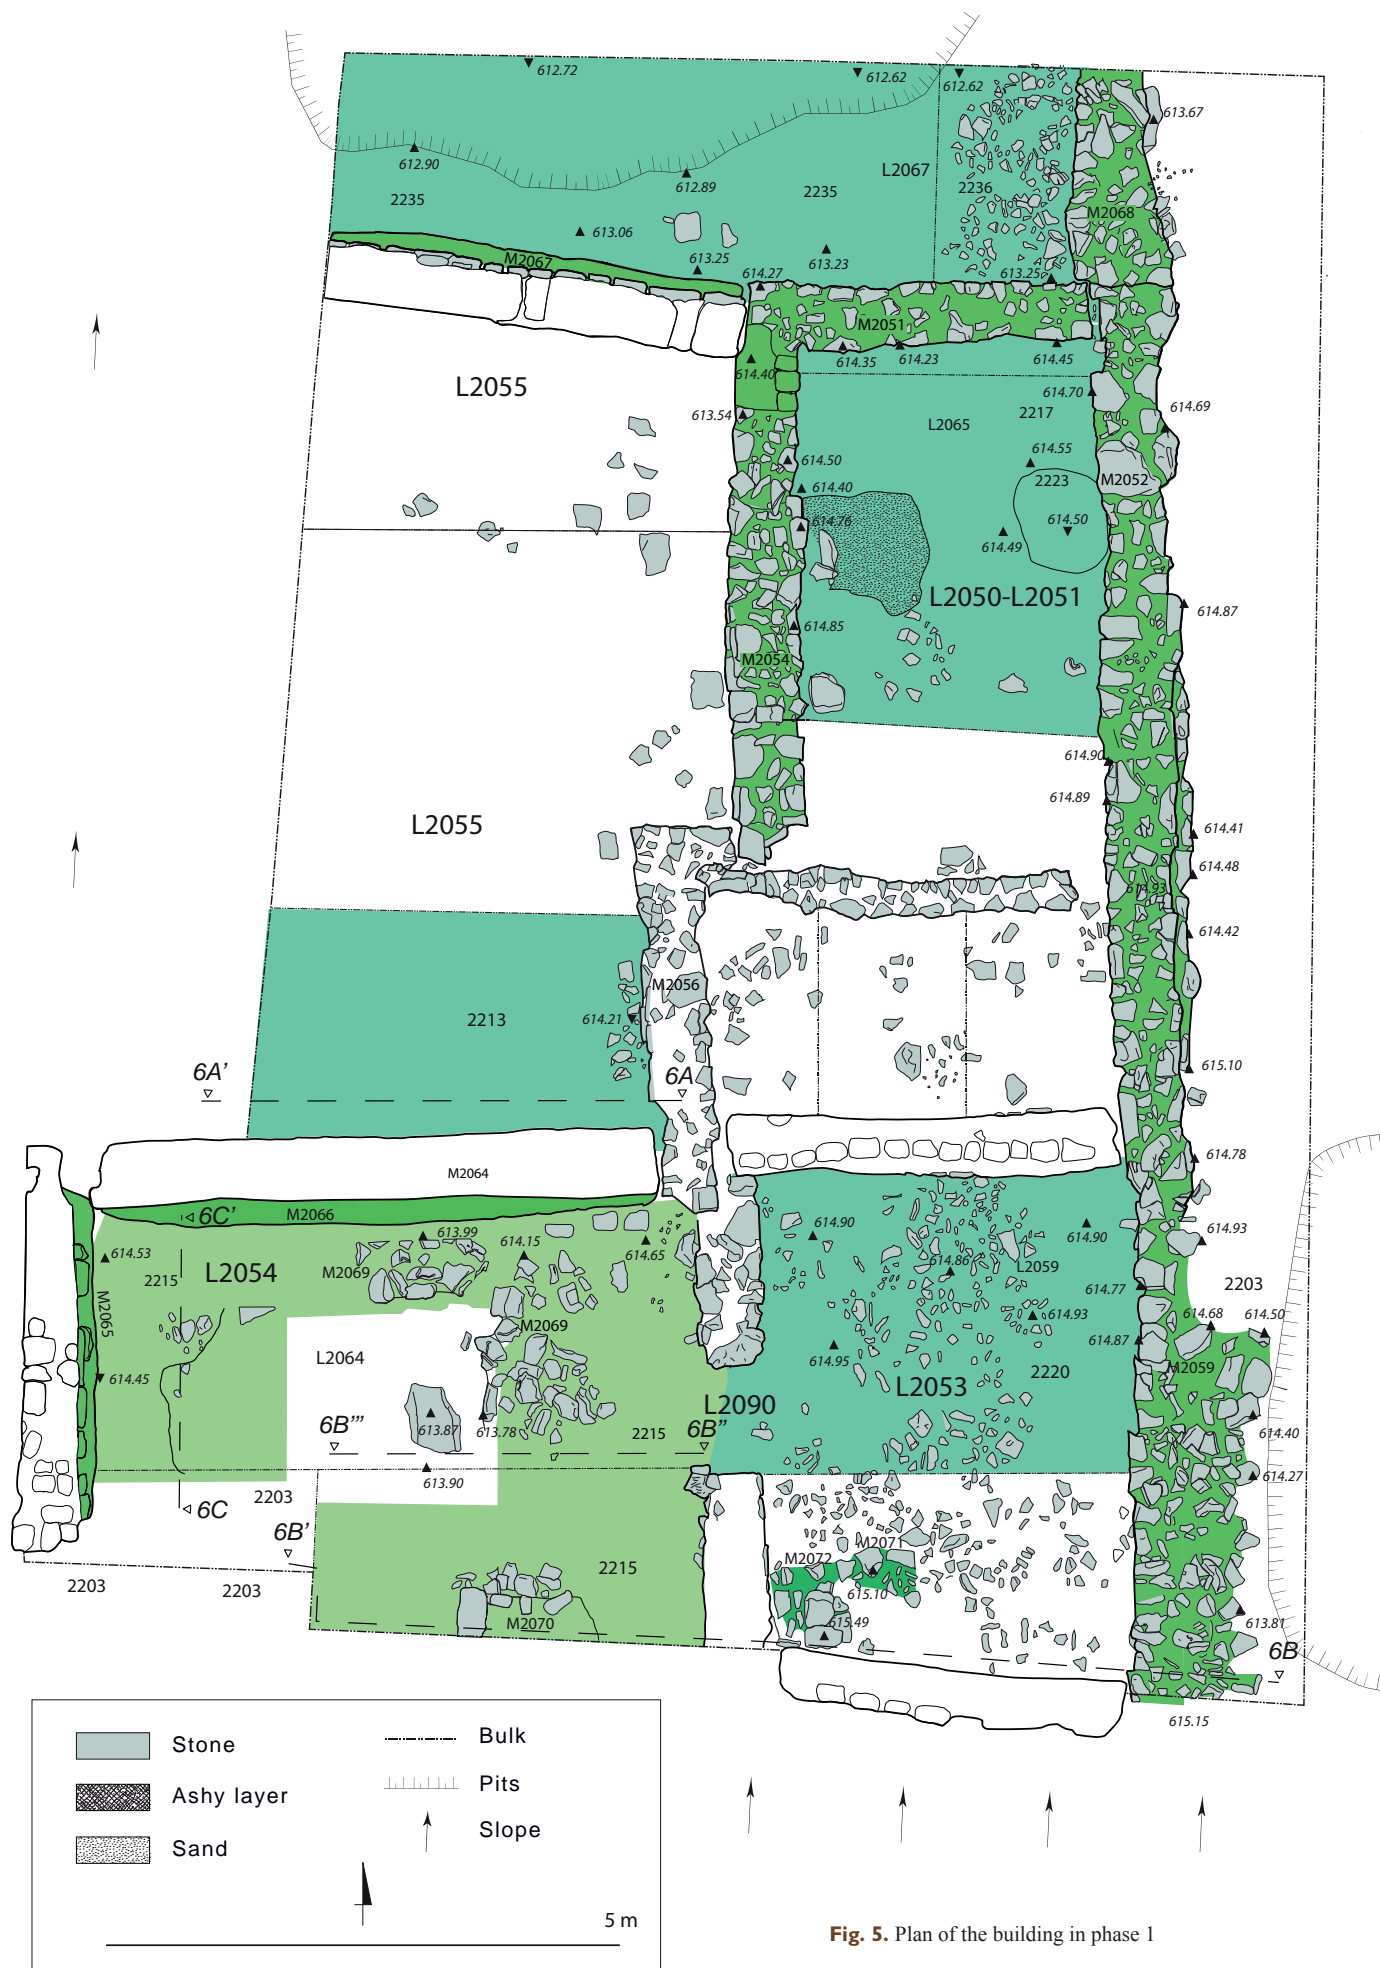 612.72
612.62
612.62
613.67
612.90
612.89
L2067
2235
2235
2236
M2068
613.06
M2067
613.25
613.23
613.25
614.27
M2051
614.35
614.23
614.45
614.40
L2055
614.70
613.54
2217
614.69
L2065
614.50
614.55
614.40
2223
M2052
614.76
614.50
614.49
L2050-L2051
614.87
614.85
M2054
614.90
614.89
L2055
614.41
614.48
614.93
614.42
M2056
2213
614.21
6A'
6A
615.10
614.78
M2064
M2066
6C'
613.99
614.15
614.65
614.90
614.90
614.93
614.53
2215
L2054
M2069
614.86
L2059
614.77
2203
M2065
M2069
614.93
614.68
614.50
L2064
614.95
614.87
M2059
614.45
2220
L2053
L2090
6B'''
613.87
613.78
2215
6B''
614.40
614.27
613.90
2203
6C
6B'
M2072
M2071
2203
2203
2215
615.10
M2070
615.49
613.81
6B
615.15
Stone
Bulk
Ashy layer
Pits
Sand
Slope
5 m
Fig. 5. Plan of the building in phase 1